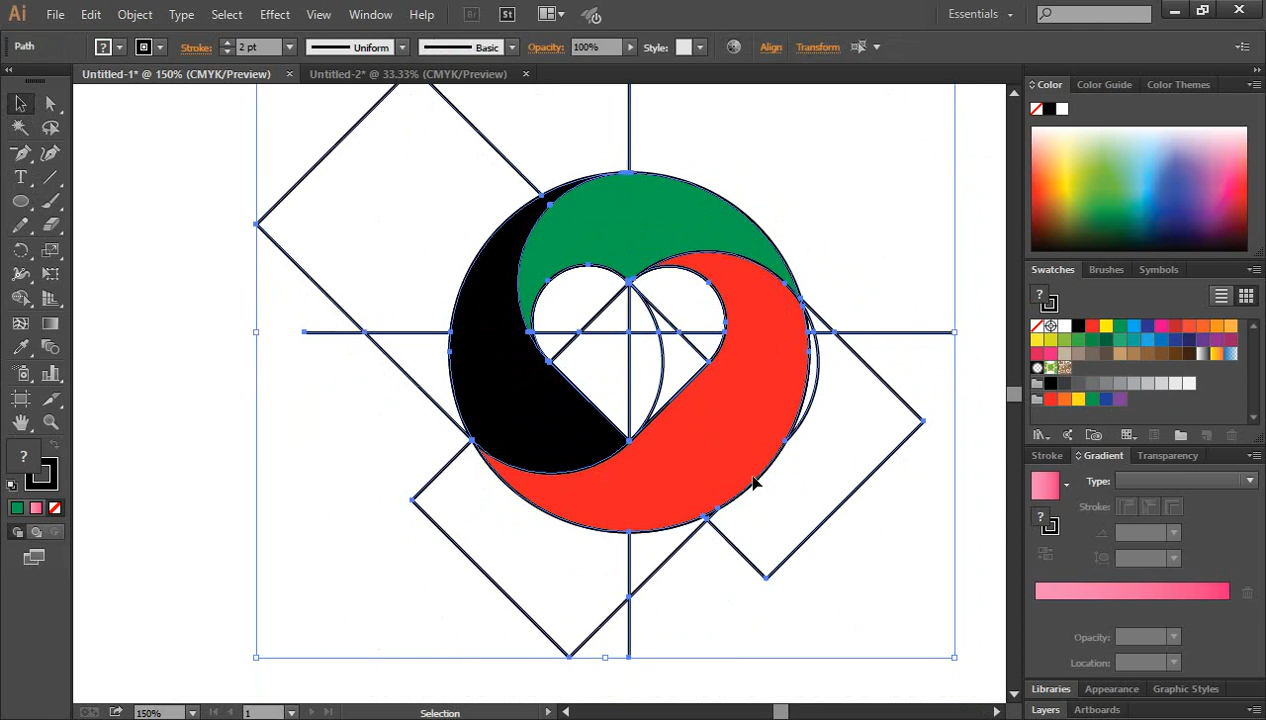 Ai File Edit Object Type Select Effect View Window Help Br St Essentials
Path ? Stroke: 2 pt Uniform Basic Opacity: 100% Style: Align Transform
Untitled-1* @ 150% (CMYK/Preview) × Untitled-2* @ 33.33% (CMYK/Preview) ×
Color Color Guide Color Themes
Swatches Brushes Symbols
?
T
?
Stroke Gradient Transparency
Type:
Stroke:
?
Opacity:
Location:
Libraries Appearance Graphic Styles
Layers Artboards
150% 1 Selection